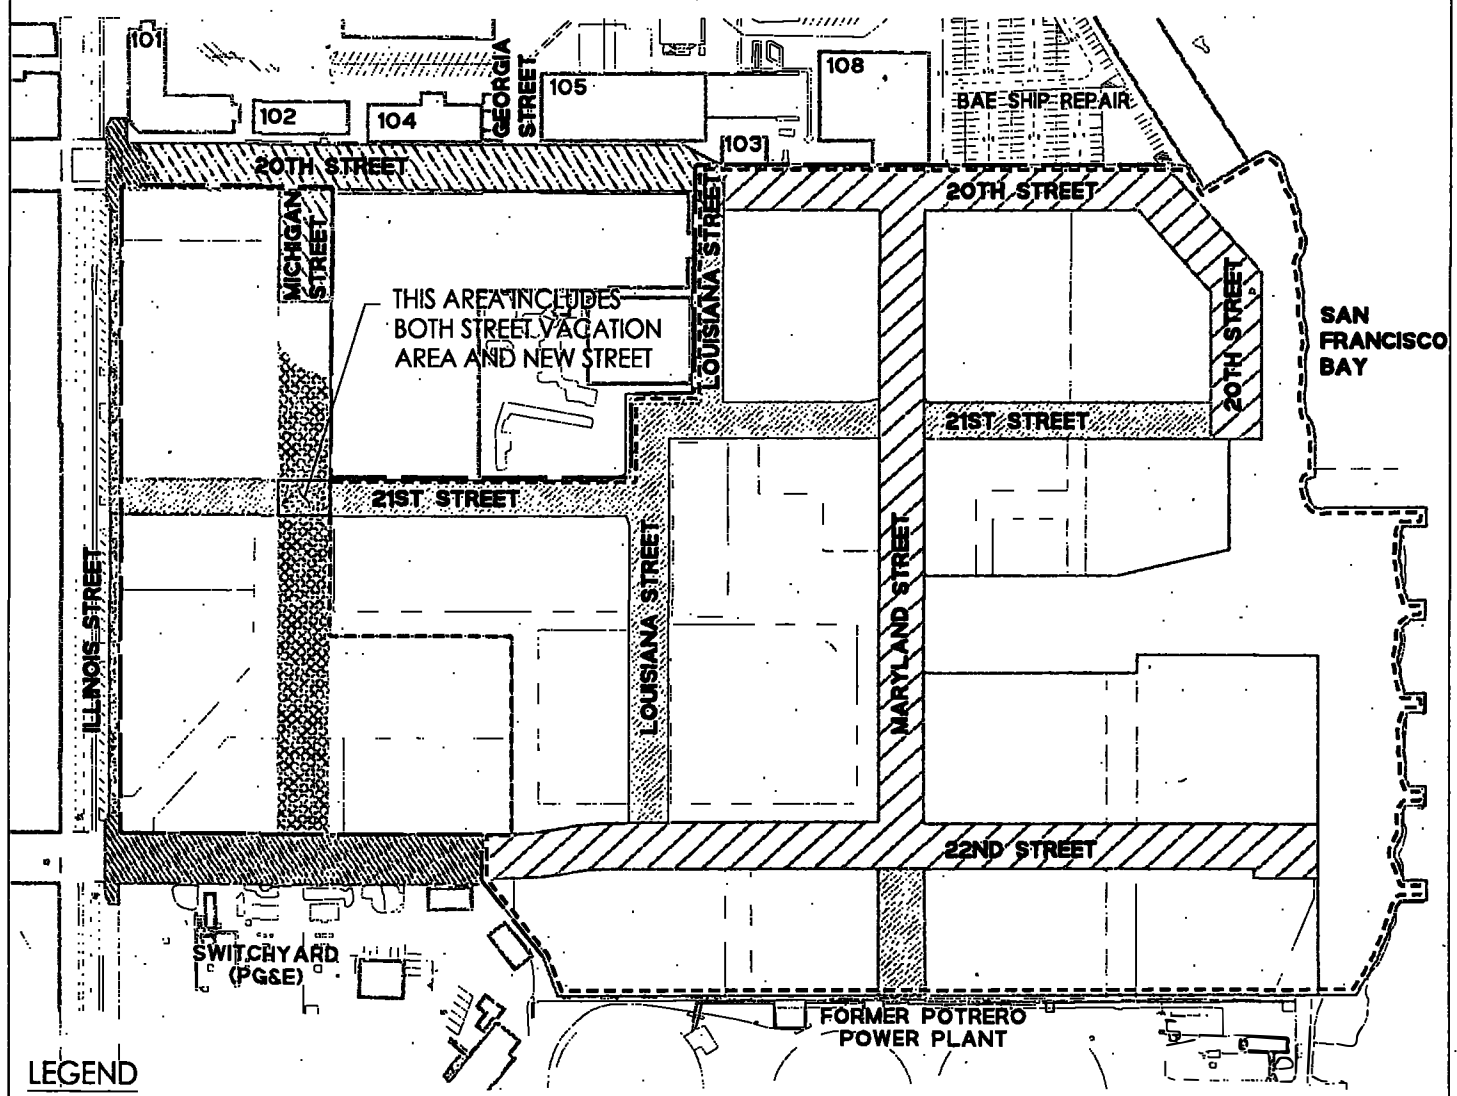 101
102
104
GEORGIA
STREET
105
108
BAE SHIP REPAIR
103
20TH STREET
20TH STREET
MICHIGAN
STREET
LOUISIANA STREET
20TH STREET
THIS AREA INCLUDES
BOTH STREET VACATION
AREA AND NEW STREET
SAN
FRANCISCO
BAY
21ST STREET
21ST STREET
ILLINOIS STREET
LOUISIANA STREET
MARYLAND STREET
22ND STREET
SWITCHYARD
(PG&E)
FORMER POTRERO
POWER PLANT
LEGEND